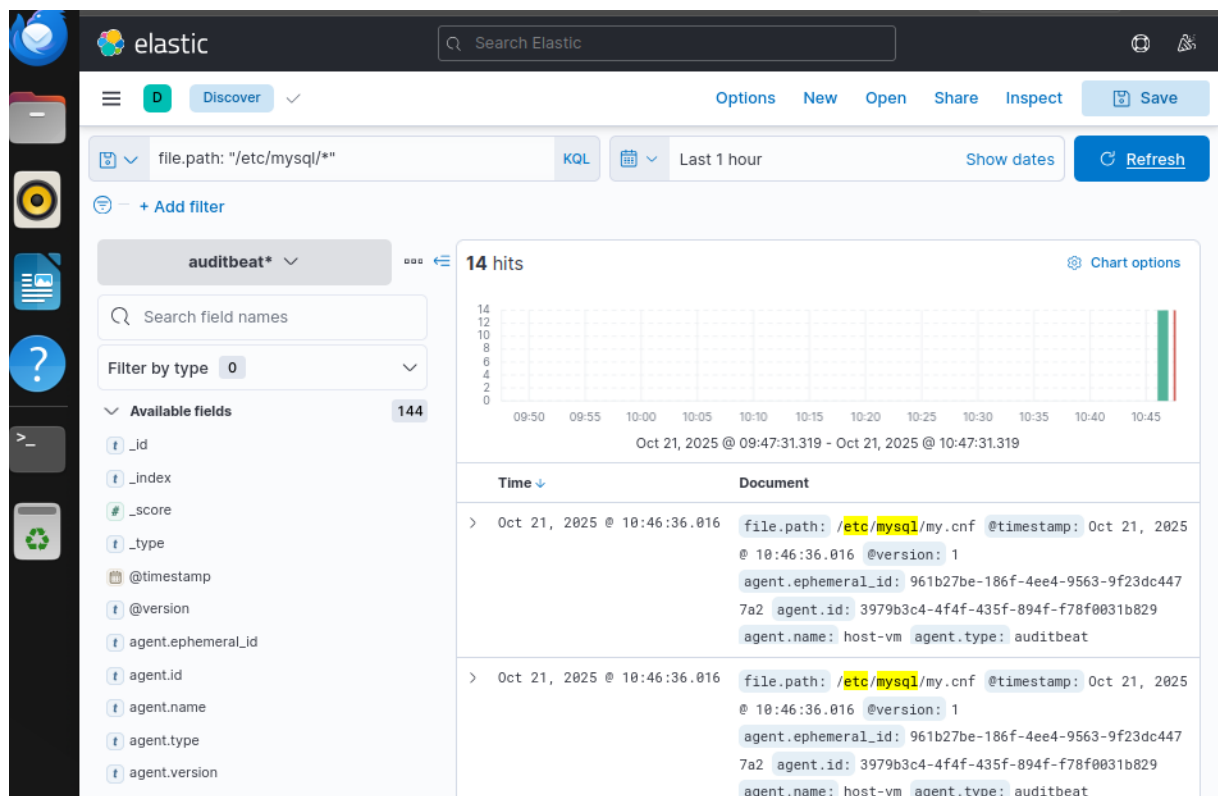 elastic
Search Elastic
D
Discover
Options
New
Open
Share
Inspect
Save
file.path: "/etc/mysql/*"
KQL
Last 1 hour
Show dates
Refresh
+ Add filter
auditbeat*
Search field names
Filter by type 0
Available fields 144
t _id
t _index
# _score
t _type
@timestamp
t @version
t agent.ephemeral_id
t agent.id
t agent.name
t agent.type
t agent.version
14 hits
Chart options
14
12
10
8
6
4
2
0
09:50 09:55 10:00 10:05 10:10 10:15 10:20 10:25 10:30 10:35 10:40 10:45
Oct 21, 2025 @ 09:47:31.319 - Oct 21, 2025 @ 10:47:31.319
Time Document
Oct 21, 2025 @ 10:46:36.016
file.path: /etc/mysql/my.cnf @timestamp: Oct 21, 2025
@ 10:46:36.016 @version: 1
agent.ephemeral_id: 961b27be-186f-4ee4-9563-9f23dc447
7a2 agent.id: 3979b3c4-4f4f-435f-894f-f78f0031b829
agent.name: host-vm agent.type: auditbeat
Oct 21, 2025 @ 10:46:36.016
file.path: /etc/mysql/my.cnf @timestamp: Oct 21, 2025
@ 10:46:36.016 @version: 1
agent.ephemeral_id: 961b27be-186f-4ee4-9563-9f23dc447
7a2 agent.id: 3979b3c4-4f4f-435f-894f-f78f0031b829
agent.name: host-vm agent.type: auditbeat